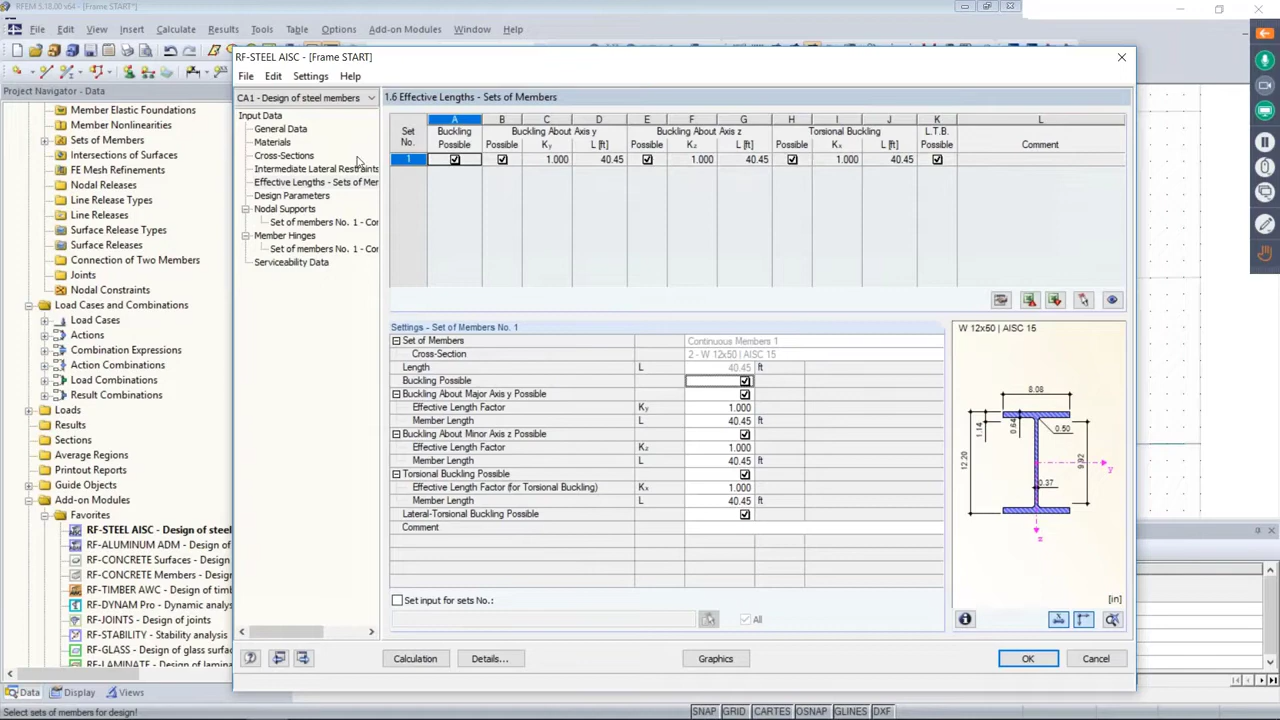 RFEM 5.18.00 x64 - [Frame START*]
File Edit View Insert Calculate Results Tools Table Options Add-on Modules Window Help
Project Navigator - Data
Member Elastic Foundations
Member Nonlinearities
Sets of Members
Intersections of Surfaces
FE Mesh Refinements
Nodal Releases
Line Release Types
Line Releases
Surface Release Types
Surface Releases
Connection of Two Members
Joints
Nodal Constraints
Load Cases and Combinations
Load Cases
Actions
Combination Expressions
Action Combinations
Load Combinations
Result Combinations
Loads
Results
Sections
Average Regions
Printout Reports
Guide Objects
Add-on Modules
Favorites
RF-STEEL AISC - Design of steel
RF-ALUMINUM ADM - Design of
RF-CONCRETE Surfaces - Design
RF-CONCRETE Members - Design
RF-TIMBER AWC - Design of timb
RF-DYNAM Pro - Dynamic analys
RF-JOINTS - Design of joints
RF-STABILITY - Stability analysis
RF-GLASS - Design of glass surfa
RF-LAMINATE - Design of lamin
Data Display Views
Select sets of members for design!
SNAP GRID CARTES OSNAP GLINES DXF
RF-STEEL AISC - [Frame START]
File Edit Settings Help
CA1 - Design of steel members
Input Data
General Data
Materials
Cross-Sections
Intermediate Lateral Restraints
Effective Lengths - Sets of Mer
Design Parameters
Nodal Supports
Set of members No. 1 - Cor
Member Hinges
Set of members No. 1 - Cor
Serviceability Data
1.6 Effective Lengths - Sets of Members
A B C D E F G H I J K L
Set Buckling Buckling About Axis y Buckling About Axis z Torsional Buckling L.T.B.
No. Possible Possible Ky L [ft] Possible Kz L [ft] Possible Kx L [ft] Possible Comment
1 1.000 40.45 1.000 40.45 1.000 40.45
Settings - Set of Members No. 1
Set of Members Continuous Members 1
Cross-Section 2 - W 12x50 | AISC 15
Length L 40.45 ft
Buckling Possible
Buckling About Major Axis y Possible
Effective Length Factor Ky 1.000
Member Length L 40.45 ft
Buckling About Minor Axis z Possible
Effective Length Factor Kz 1.000
Member Length L 40.45 ft
Torsional Buckling Possible
Effective Length Factor (for Torsional Buckling) Kx 1.000
Member Length L 40.45 ft
Lateral-Torsional Buckling Possible
Comment
Set input for sets No.:
All
W 12x50 | AISC 15
8.08
1.14
0.64
0.50
12.20
9.92
0.37
y
z
[in]
Calculation Details... Graphics OK Cancel